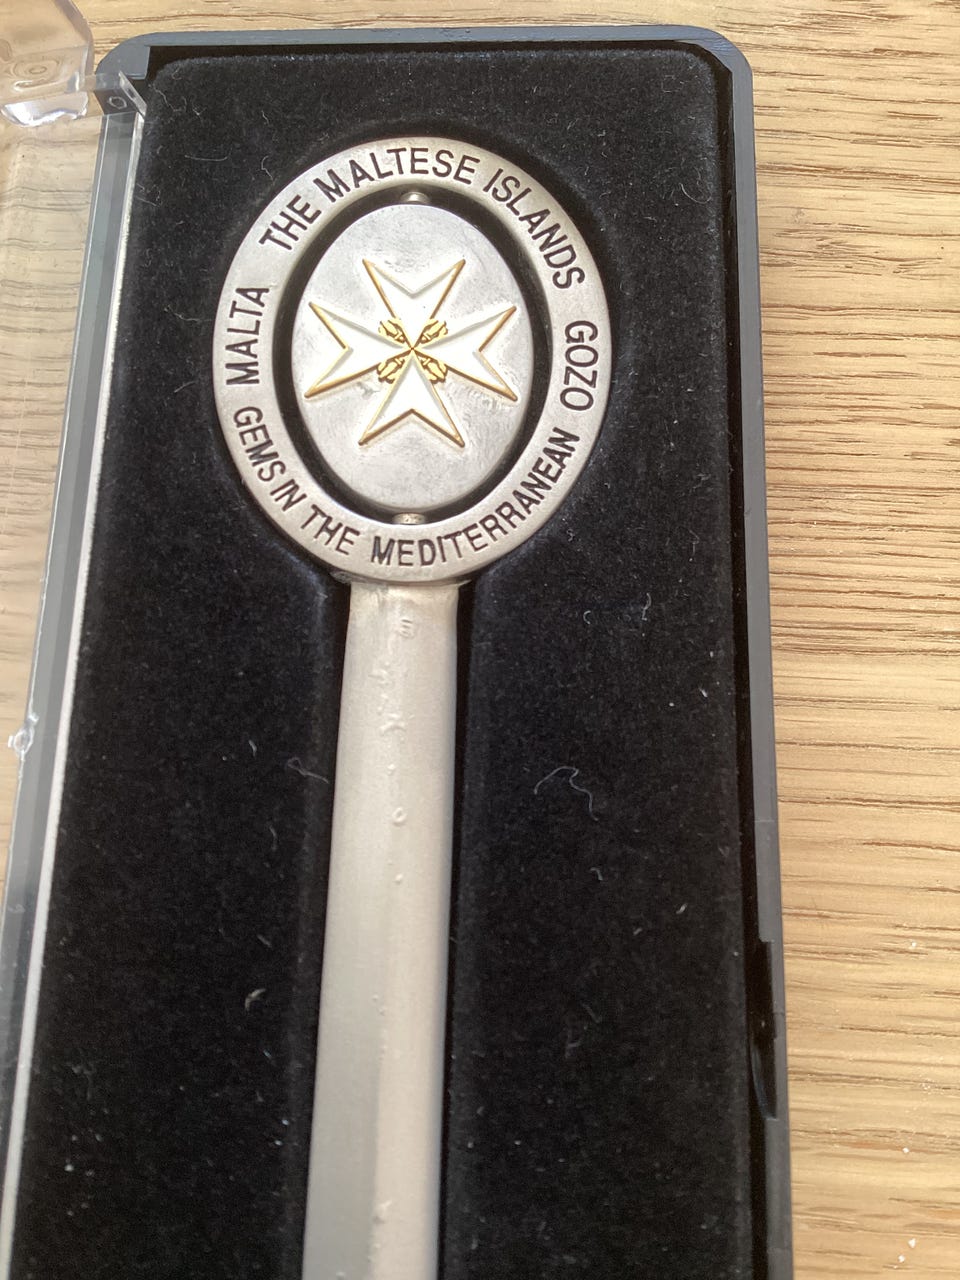 THE MALTESE ISLANDS
GOZO
MALTA
GEMS IN THE MEDITERRANEAN